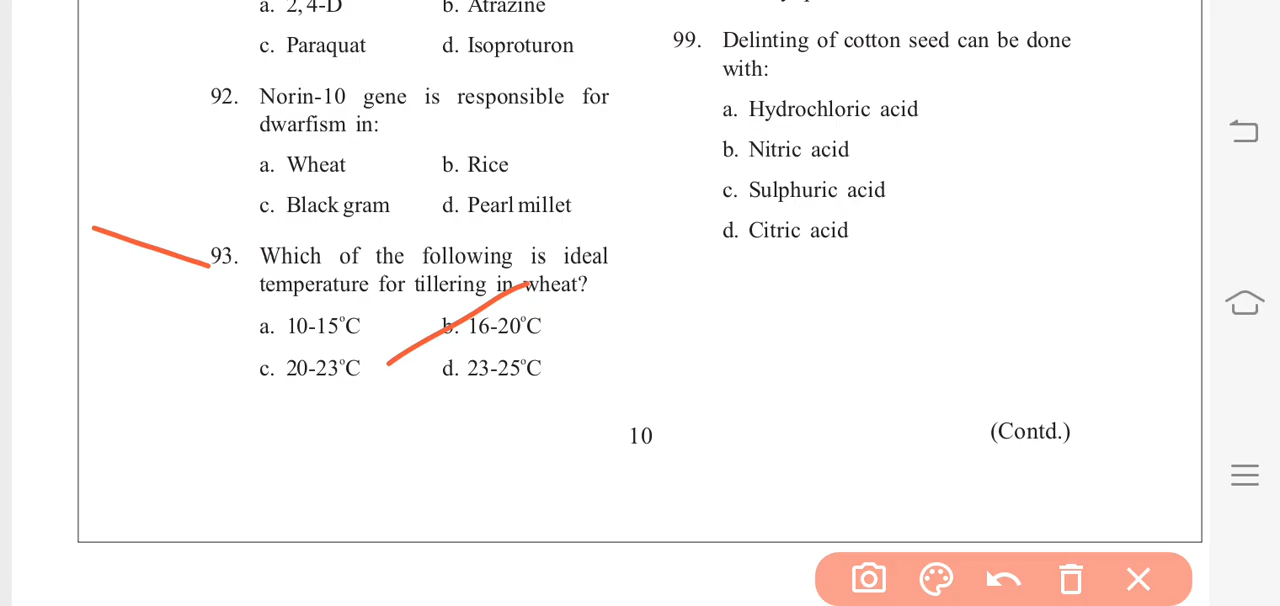 a. 2,4-D b. Atrazine
c. Paraquat d. Isoproturon
92. Norin-10 gene is responsible for
dwarfism in:
a. Wheat b. Rice
c. Black gram d. Pearl millet
93. Which of the following is ideal
temperature for tillering in wheat?
a. 10-15°C b. 16-20°C
c. 20-23°C d. 23-25°C
99. Delinting of cotton seed can be done
with:
a. Hydrochloric acid
b. Nitric acid
c. Sulphuric acid
d. Citric acid
10
(Contd.)